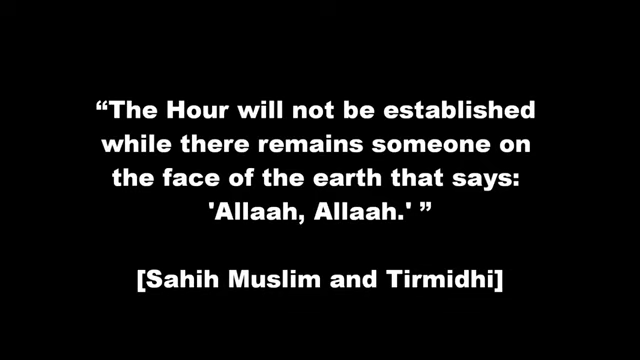 “The Hour will not be established
while there remains someone on
the face of the earth that says:
'Allaah, Allaah.' ”
[Sahih Muslim and Tirmidhi]